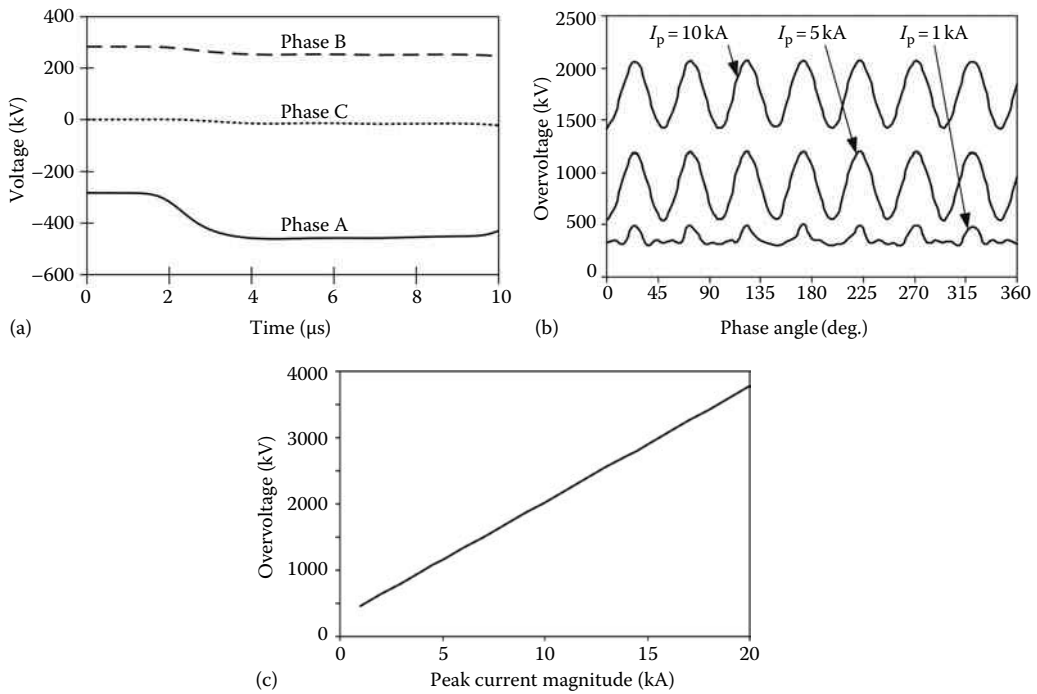 400
200
0
−200
−400
−600
Voltage (kV)
Phase B
Phase C
Phase A
0 2 4 6 8 10
(a) Time (μs)
2500
2000
1500
1000
500
0
Overvoltage (kV)
I_p = 10 kA I_p = 5 kA I_p = 1 kA
0 45 90 135 180 225 270 315 360
(b) Phase angle (deg.)
4000
3000
2000
1000
0
Overvoltage (kV)
0 5 10 15 20
(c) Peak current magnitude (kA)